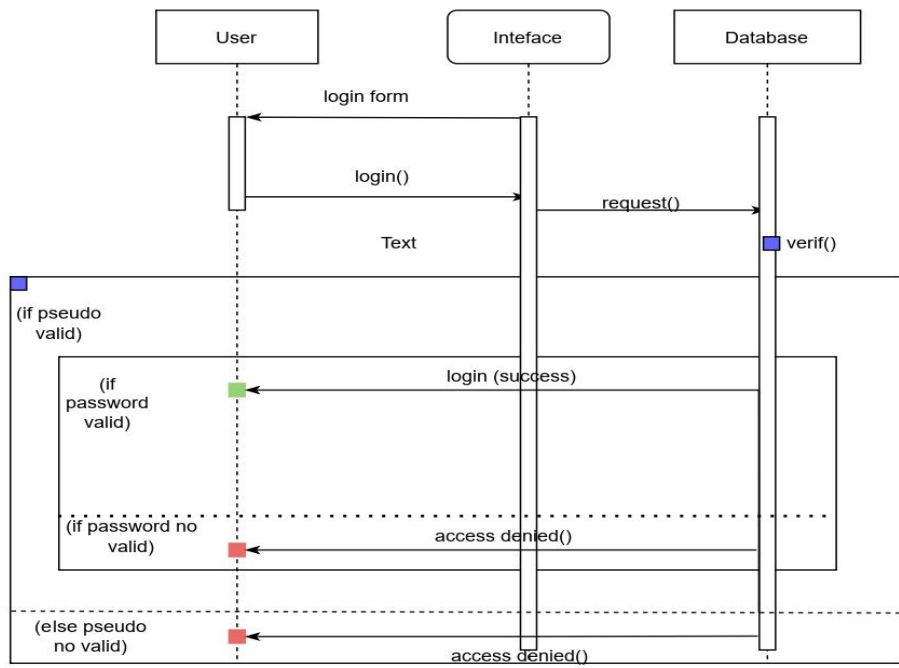 User
Inteface
Database
login form
login()
request()
Text
verif()
(if pseudo
valid)
login (success)
(if
password
valid)
(if password no
valid)
access denied()
(else pseudo
no valid)
access denied()